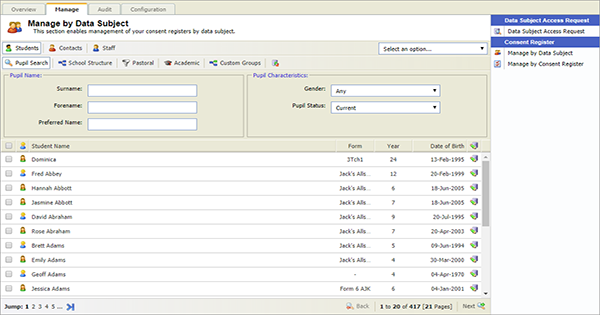 Overview Manage Audit Configuration
Manage by Data Subject
This section enables management of your consent registers by data subject.
Students Contacts Staff Select an option...
Pupil Search School Structure Pastoral Academic Custom Groups
Pupil Name: Pupil Characteristics:
Surname: Gender: Any
Forename: Pupil Status: Current
Preferred Name:
Student Name Form Year Date of Birth
Dominica 3Tch1 24 13-Feb-1995
Fred Abbey Jack's Alls... 12 20-Feb-1999
Hannah Abbott Jack's Alls... 6 18-Jun-2005
Jasmine Abbott Jack's Alls... 7 18-Jun-2005
David Abraham Jack's Alls... 9 20-Jul-1995
Rose Abraham Jack's Alls... 7 20-Apr-2003
Brett Adams Jack's Alls... 5 09-Jun-1994
Emily Adams Jack's Alls... 4 30-Mar-2000
Geoff Adams - 4 04-Apr-1978
Jessica Adams Form 6 AJK 6 04-Jan-2001
Jump: 1 2 3 4 5 ... Back 1 to 20 of 417 [21 Pages] Next
Data Subject Access Request
Data Subject Access Request
Consent Register
Manage by Data Subject
Manage by Consent Register